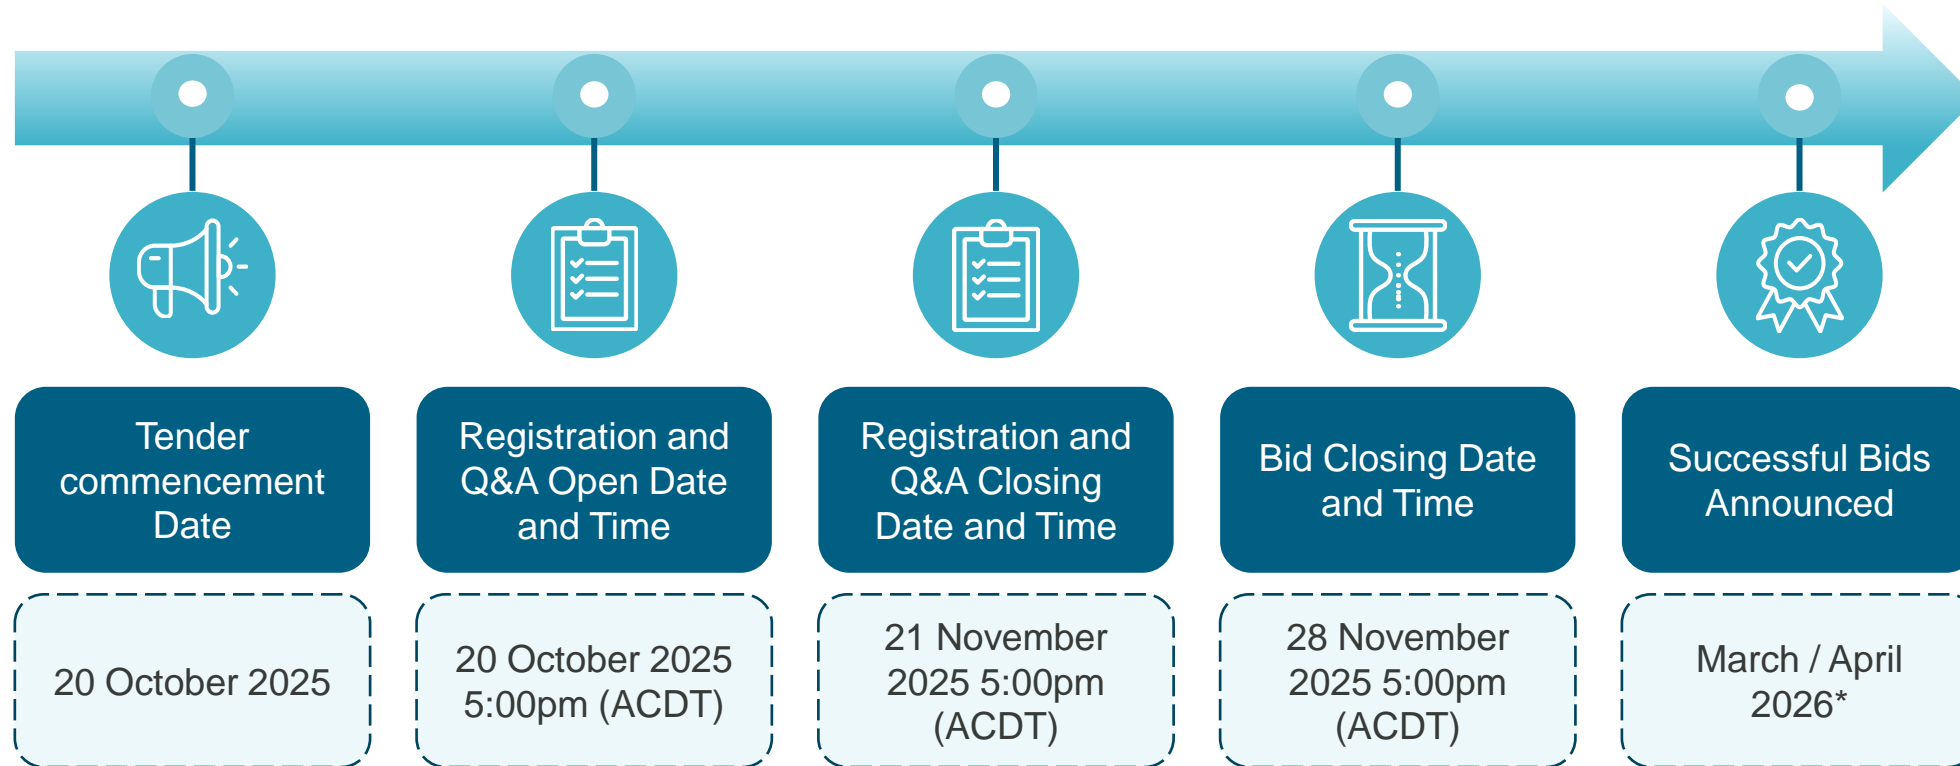 Tender
commencement
Date
Registration and
Q&A Open Date
and Time
Registration and
Q&A Closing
Date and Time
Bid Closing Date
and Time
Successful Bids
Announced
20 October 2025
20 October 2025
5:00pm (ACDT)
21 November
2025 5:00pm
(ACDT)
28 November
2025 5:00pm
(ACDT)
March / April
2026*